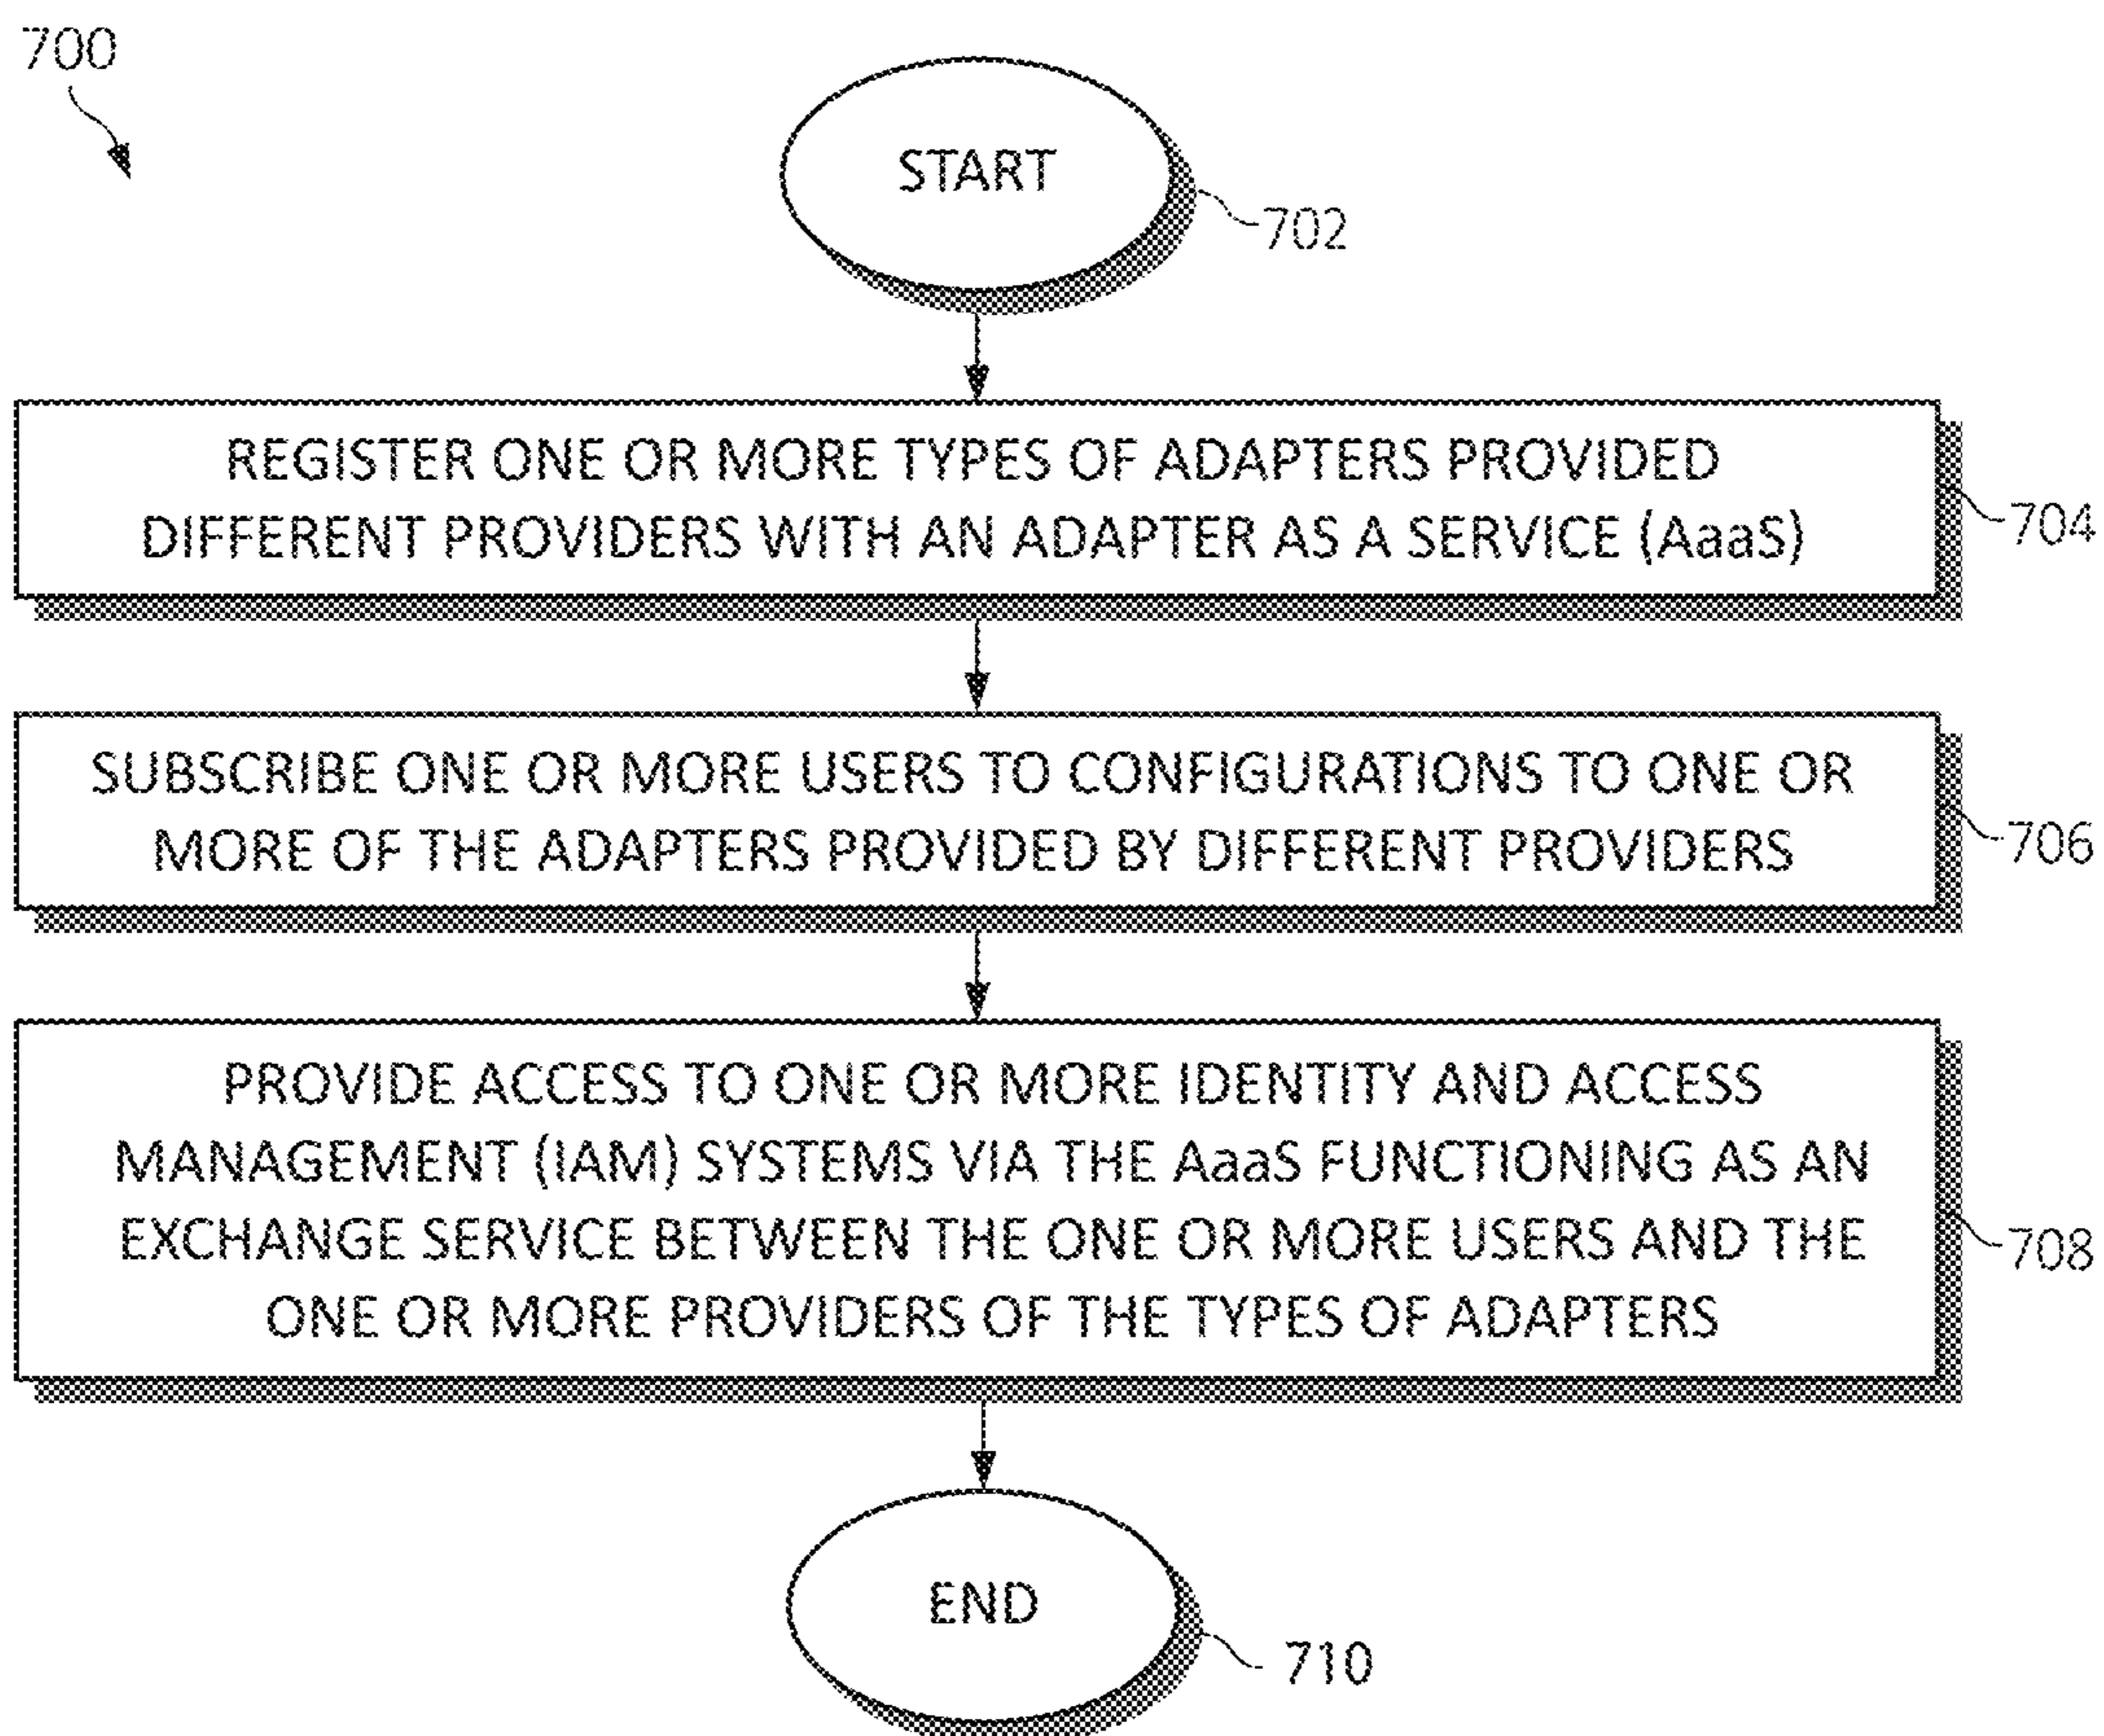 700
START
702
REGISTER ONE OR MORE TYPES OF ADAPTERS PROVIDED
DIFFERENT PROVIDERS WITH AN ADAPTER AS A SERVICE (AaaS)
704
SUBSCRIBE ONE OR MORE USERS TO CONFIGURATIONS TO ONE OR
MORE OF THE ADAPTERS PROVIDED BY DIFFERENT PROVIDERS
706
PROVIDE ACCESS TO ONE OR MORE IDENTITY AND ACCESS
MANAGEMENT (IAM) SYSTEMS VIA THE AaaS FUNCTIONING AS AN
EXCHANGE SERVICE BETWEEN THE ONE OR MORE USERS AND THE
ONE OR MORE PROVIDERS OF THE TYPES OF ADAPTERS
708
END
710